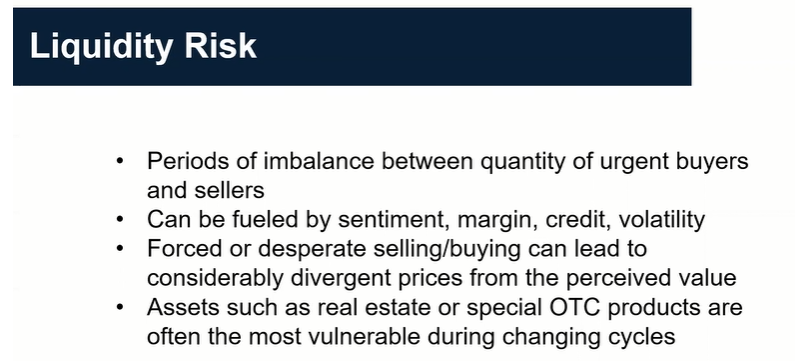 Liquidity Risk
• Periods of imbalance between quantity of urgent buyers
and sellers
• Can be fueled by sentiment, margin, credit, volatility
• Forced or desperate selling/buying can lead to
considerably divergent prices from the perceived value
• Assets such as real estate or special OTC products are
often the most vulnerable during changing cycles